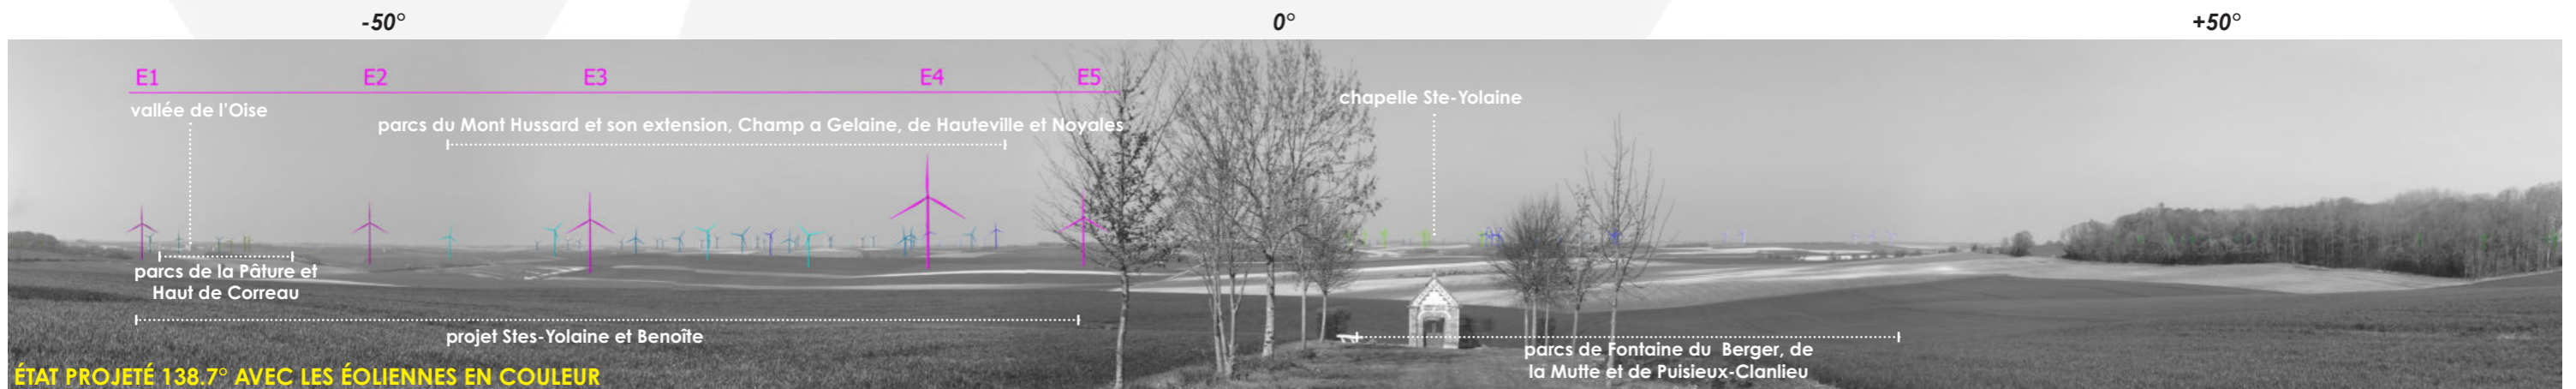 -50°
0°
+50°
E1
E2
E3
E4
E5
vallée de l'Oise
chapelle Ste-Yolaine
parcs du Mont Hussard et son extension, Champ a Gelaine, de Hauteville et Noyales
parcs de la Pâture et
Haut de Correau
projet Stes-Yolaine et Benoîte
parcs de Fontaine du Berger, de
la Mutte et de Puisieux-Clanlieu
ÉTAT PROJETÉ 138.7° AVEC LES ÉOLIENNES EN COULEUR